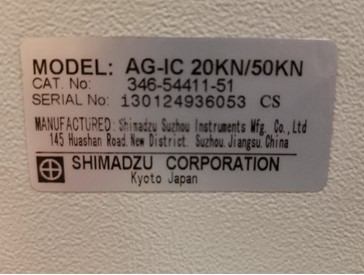 MODEL: AG-IC 20KN/50KN
CAT. No: 346-54411-51
SERIAL No: i30124936053 CS
MANUFACTURED: Shimadzu Suzhou Instruments Mfg. Co.,Ltd
145 Huashan Road. New District. Suzhou. Jiangsu. China
SHIMADZU CORPORATION
Kyoto Japan